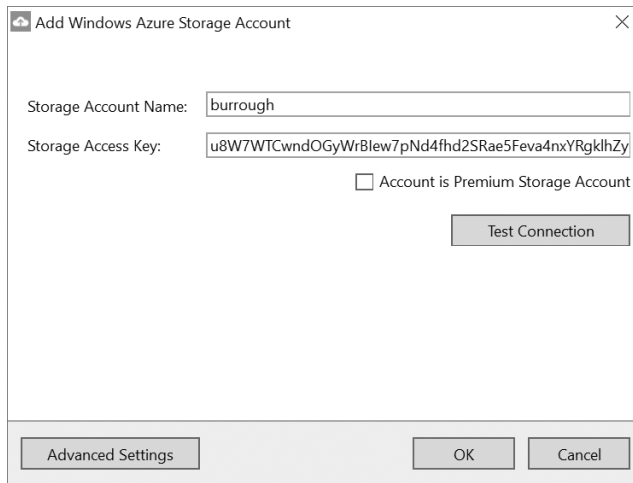 Add Windows Azure Storage Account
Storage Account Name: burrough
Storage Access Key: u8W7WTCwndOGyWrBlew7pNd4fhd2SRae5Feva4nxYRgklhZy
Account is Premium Storage Account
Test Connection
Advanced Settings OK Cancel